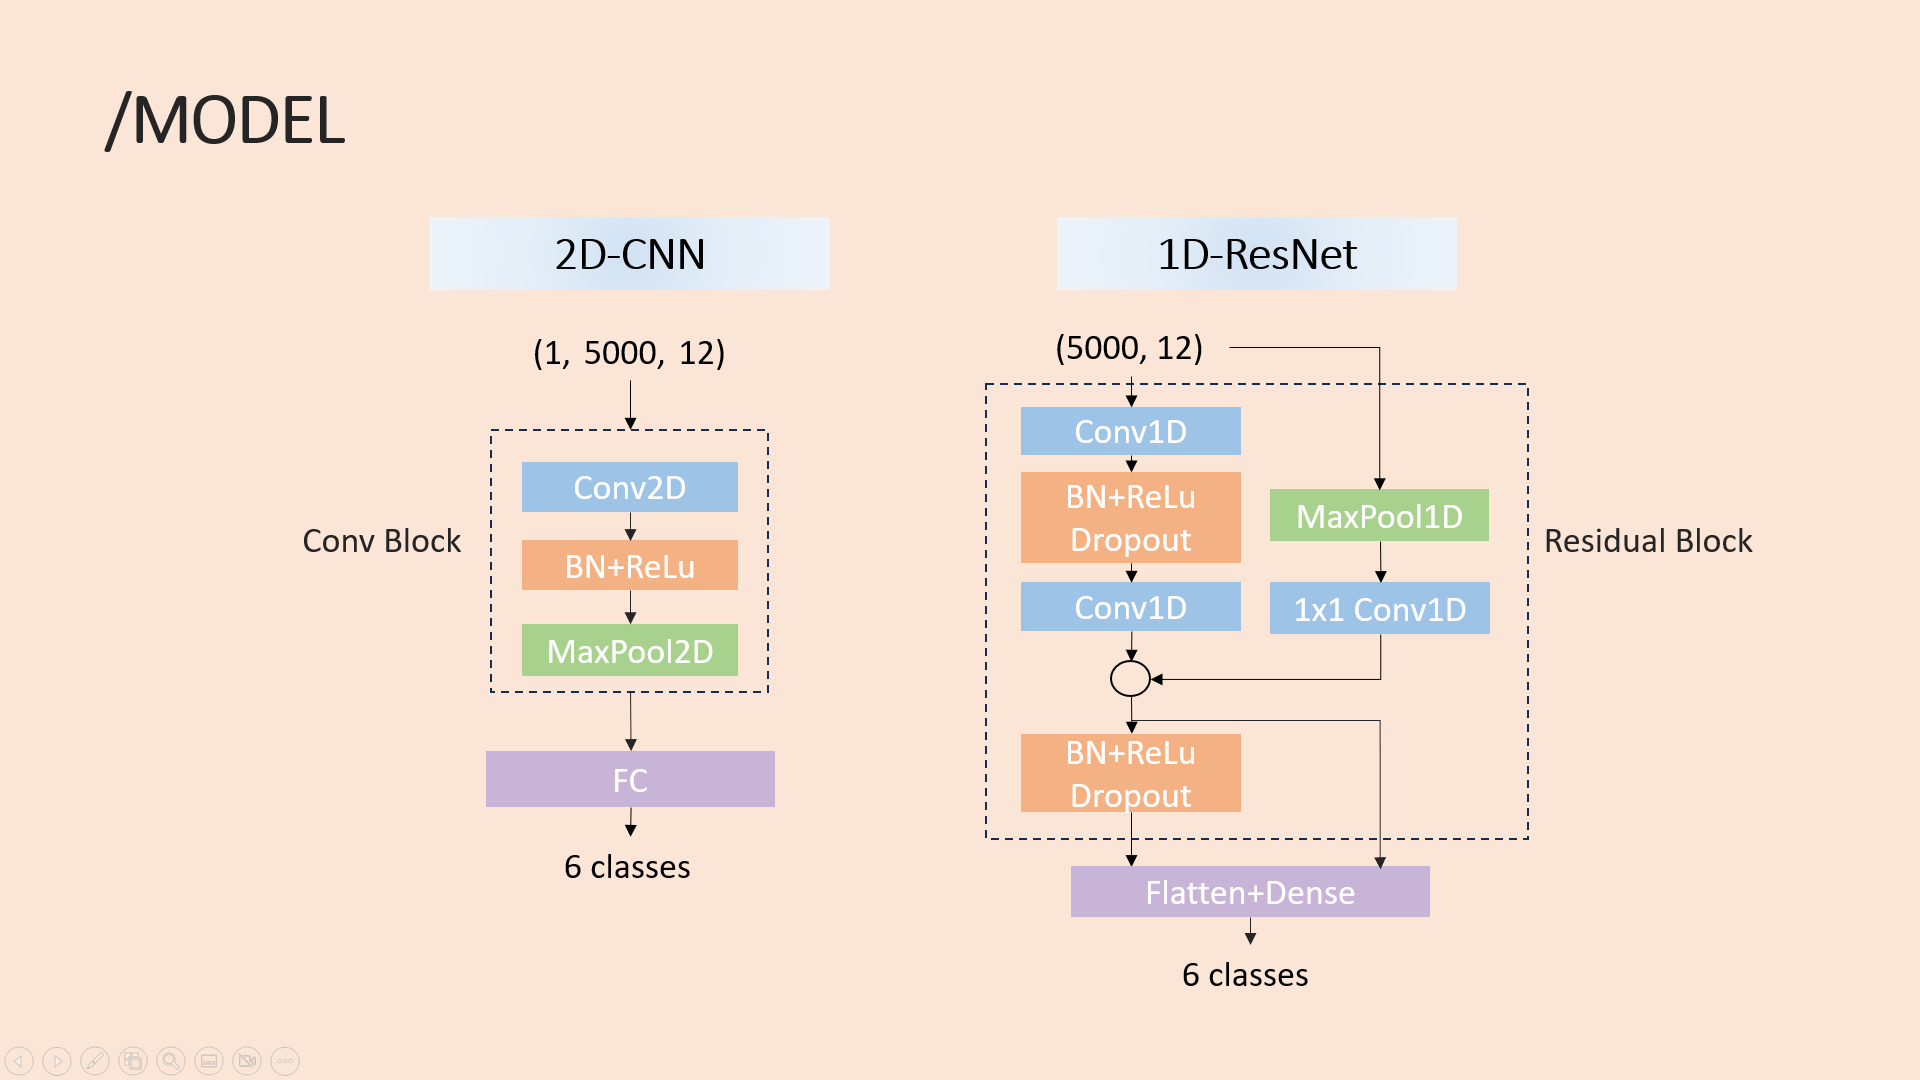 /MODEL
2D-CNN
(1, 5000, 12)
Conv Block
Conv2D
BN+ReLu
MaxPool2D
FC
6 classes
1D-ResNet
(5000, 12)
Conv1D
BN+ReLu
Dropout
Conv1D
MaxPool1D
1x1 Conv1D
Residual Block
BN+ReLu
Dropout
Flatten+Dense
6 classes